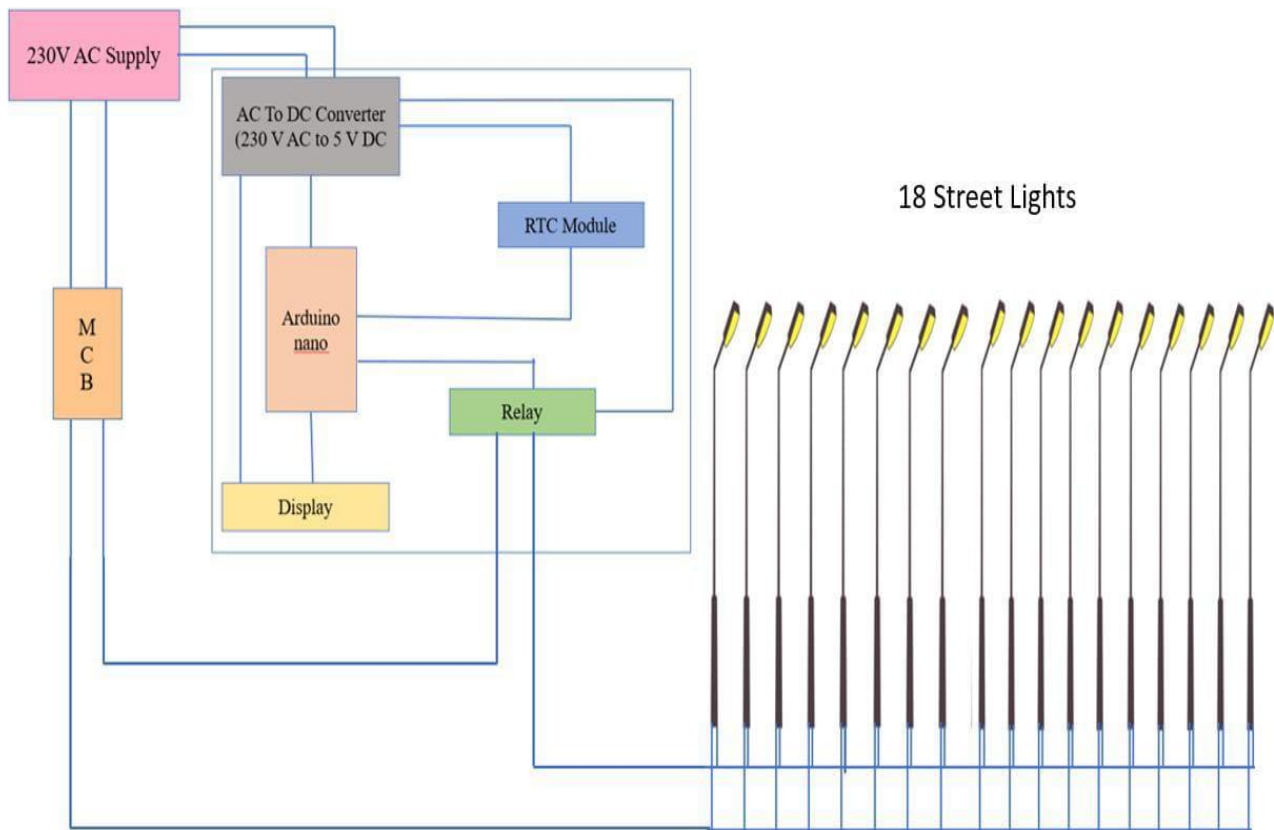 230V AC Supply
AC To DC Converter
(230 V AC to 5 V DC
18 Street Lights
RTC Module
Arduino
nano
M
C
B
Relay
Display